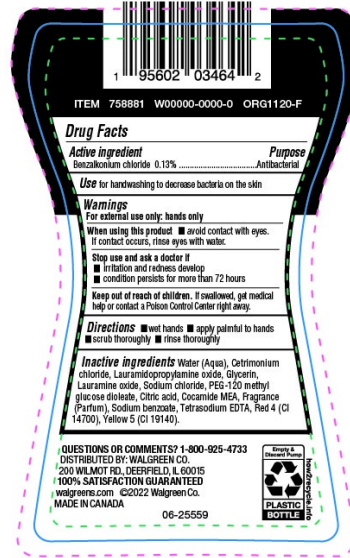 1 95602 03464 2
ITEM 758881 W00000-0000-0 ORG1120-F
Drug Facts
Active ingredient Purpose
Benzalkonium chloride 0.13% ....................................Antibacterial
Use for handwashing to decrease bacteria on the skin
Warnings
For external use only: hands only
When using this product ■ avoid contact with eyes.
If contact occurs, rinse eyes with water.
Stop use and ask a doctor if
■ irritation and redness develop
■ condition persists for more than 72 hours
Keep out of reach of children. If swallowed, get medical
help or contact a Poison Control Center right away.
Directions ■ wet hands ■ apply palmful to hands
■ scrub thoroughly ■ rinse thoroughly
Inactive ingredients Water (Aqua), Cetrimonium
chloride, Lauramidopropylamine oxide, Glycerin,
Lauramine oxide, Sodium chloride, PEG-120 methyl
glucose dioleate, Citric acid, Cocamide MEA, Fragrance
(Parfum), Sodium benzoate, Tetrasodium EDTA, Red 4 (CI
14700), Yellow 5 (CI 19140).
QUESTIONS OR COMMENTS? 1-800-925-4733
DISTRIBUTED BY: WALGREEN CO.
200 WILMOT RD., DEERFIELD, IL 60015
100% SATISFACTION GUARANTEED
walgreens.com ©2022 Walgreen Co.
MADE IN CANADA
06-25559
Empty &
Discard Pump
PLASTIC
BOTTLE
how2recycle.info